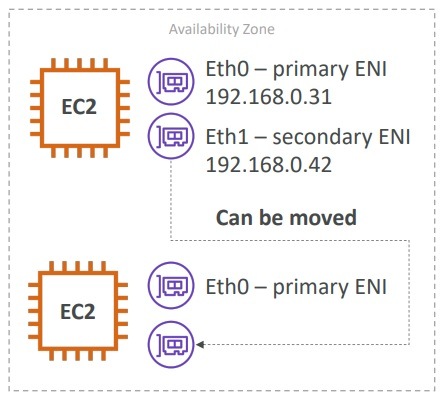 Availability Zone
EC2
Eth0 – primary ENI
192.168.0.31
Eth1 – secondary ENI
192.168.0.42
Can be moved
EC2
Eth0 – primary ENI